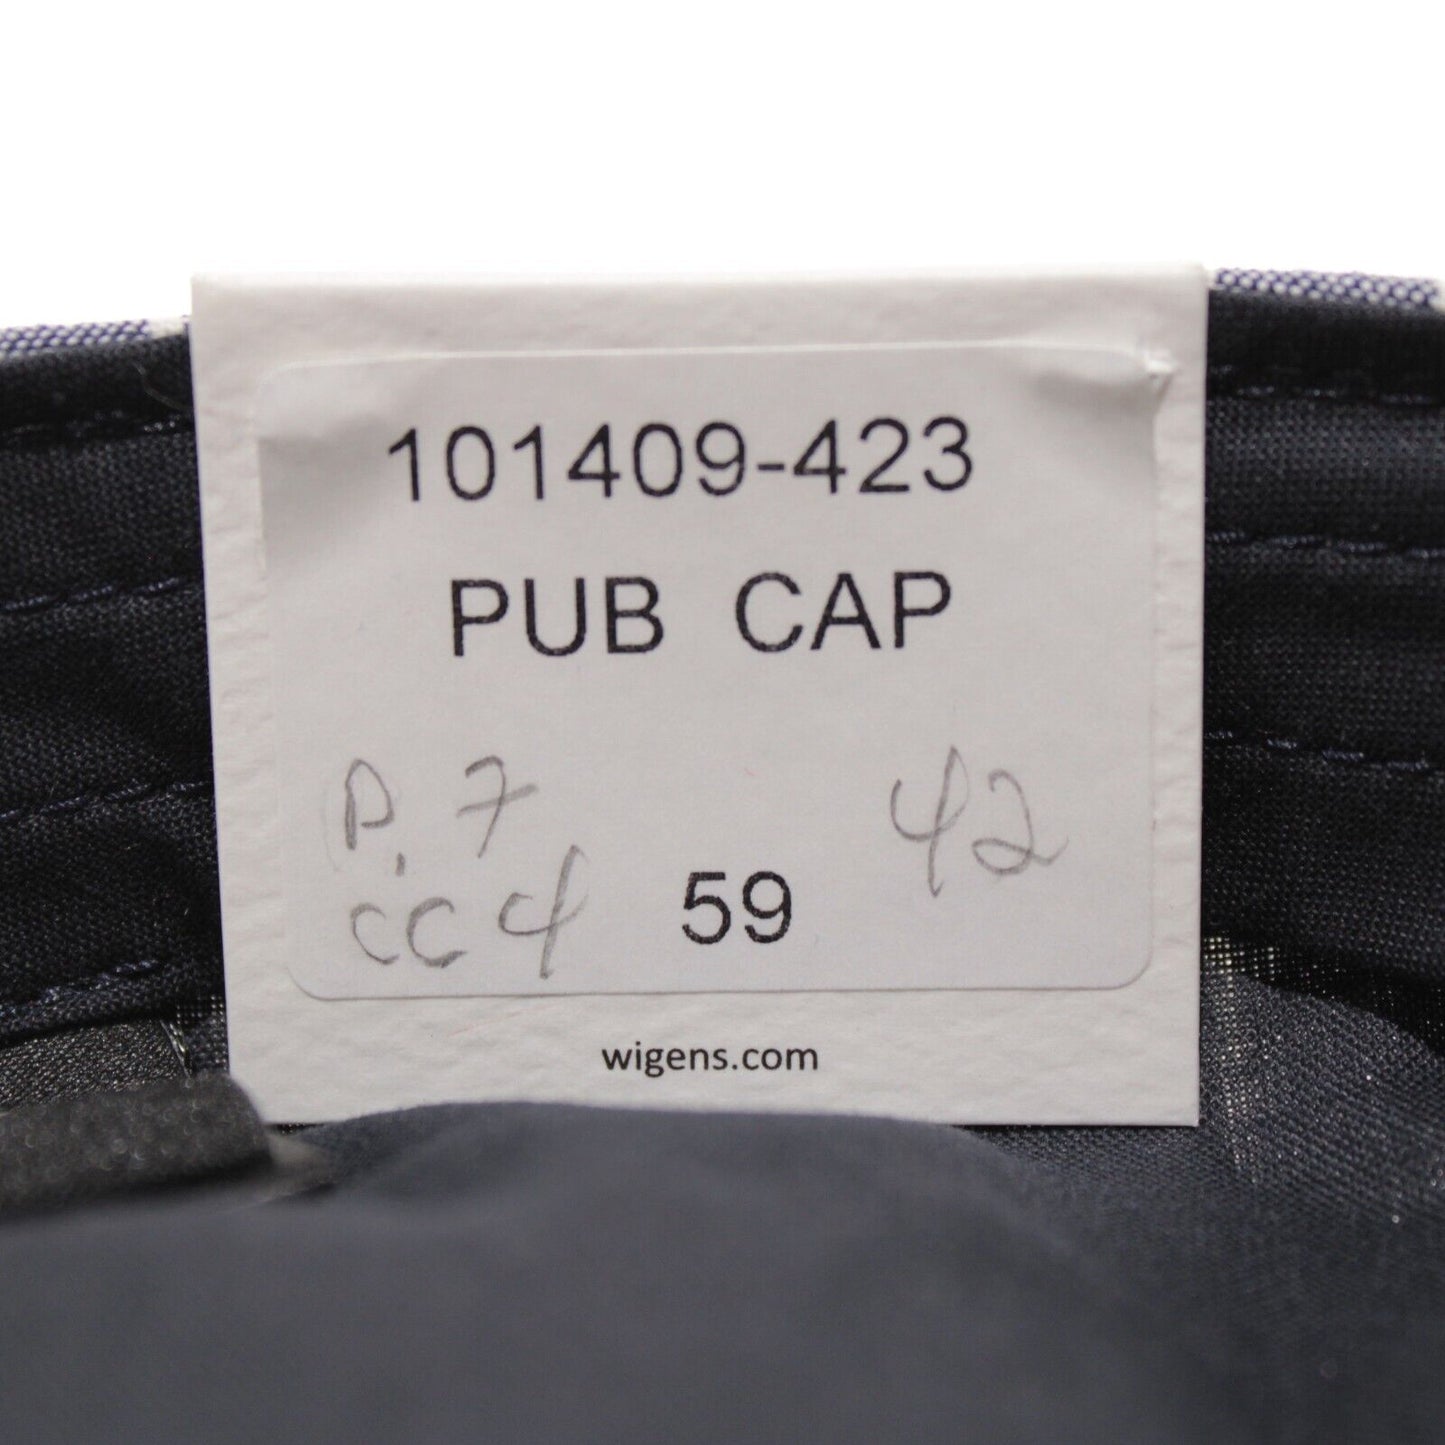 101409-423
PUB CAP
P. 7 42
CC 4 59
wigens.com